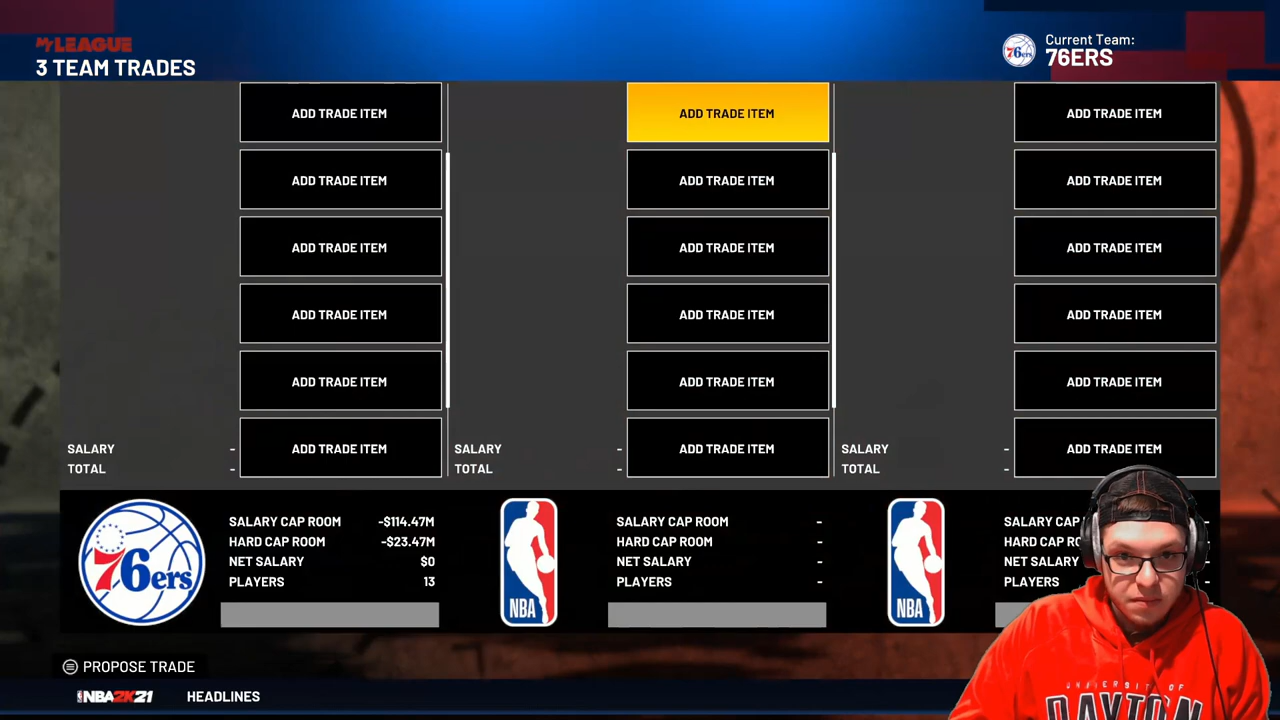 MyLEAGUE
3 TEAM TRADES
76ers
Current Team:
76ERS
ADD TRADE ITEM ADD TRADE ITEM ADD TRADE ITEM
ADD TRADE ITEM ADD TRADE ITEM ADD TRADE ITEM
ADD TRADE ITEM ADD TRADE ITEM ADD TRADE ITEM
ADD TRADE ITEM ADD TRADE ITEM ADD TRADE ITEM
ADD TRADE ITEM ADD TRADE ITEM ADD TRADE ITEM
SALARY - ADD TRADE ITEM SALARY - ADD TRADE ITEM SALARY - ADD TRADE ITEM
TOTAL - TOTAL - TOTAL -
76ers
SALARY CAP ROOM -$114.47M
HARD CAP ROOM -$23.47M
NET SALARY $0
PLAYERS 13
NBA
SALARY CAP ROOM -
HARD CAP ROOM -
NET SALARY -
PLAYERS -
NBA
SALARY CAP -
HARD CAP RO -
NET SALARY -
PLAYERS -
PROPOSE TRADE
NBA2K21 HEADLINES
UNIVERSITY OF
DAYTON